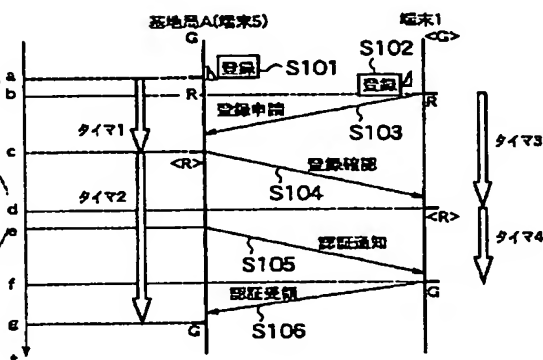 基地局A(端末5)
G
端末1
<G>
S102
登録
S101
登録
a
b
R
R
登録申請
S103
タイマ1
タイマ3
c
<R>
登録確認
S104
タイマ2
d
<R>
e
タイマ4
認証通知
S105
f
G
認証受領
S106
g
G
t